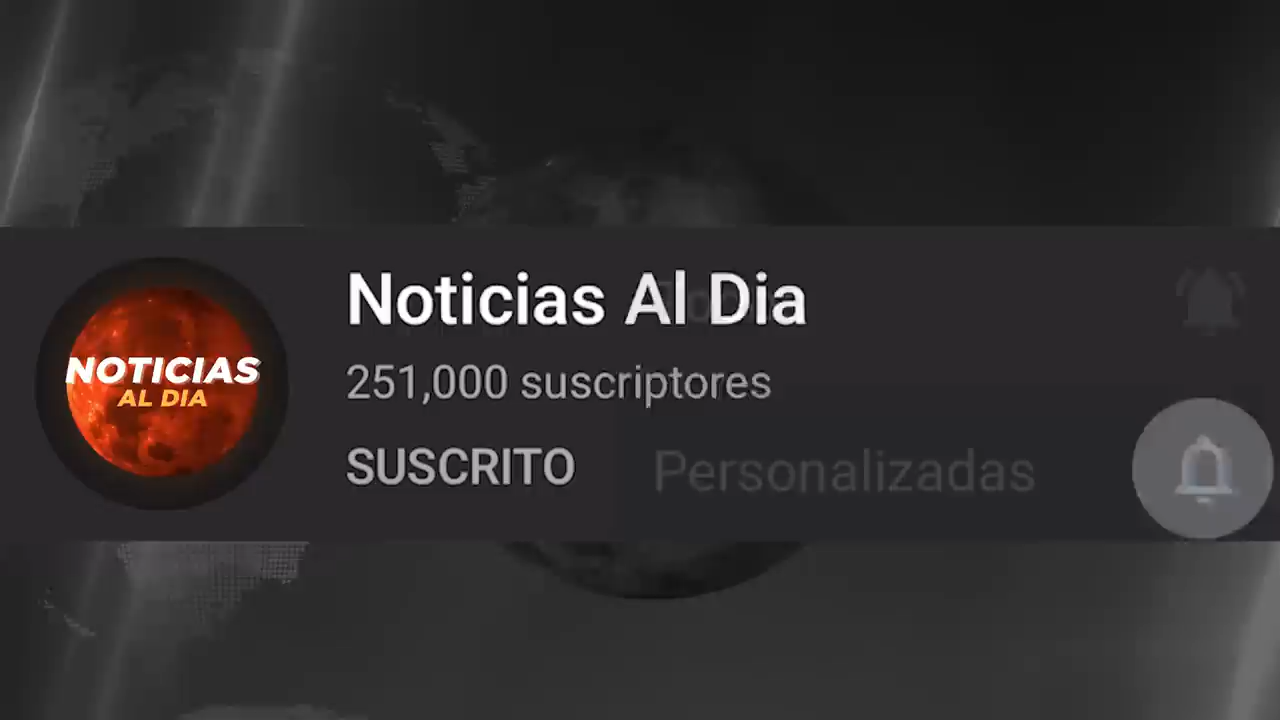 Noticias Al Dia
251,000 suscriptores
SUSCRITO
Personalizadas
NOTICIAS
AL DIA